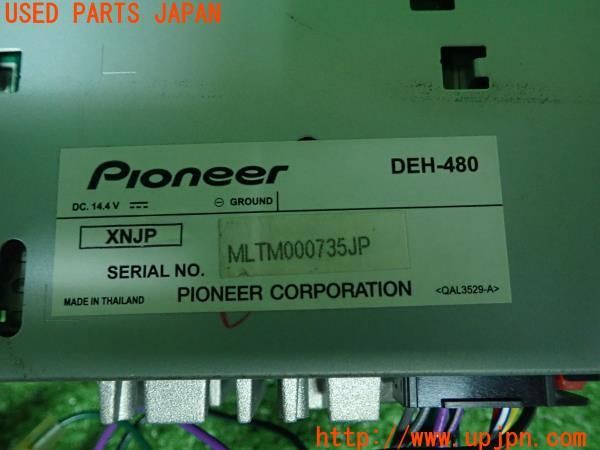 USED PARTS JAPAN
Pioneer
DEH-480
DC. 14.4 V
GROUND
XNJP
SERIAL NO.
MLTM000735JP
MADE IN THAILAND
PIONEER CORPORATION
<QAL3529-A>
http://www.upjpn.com